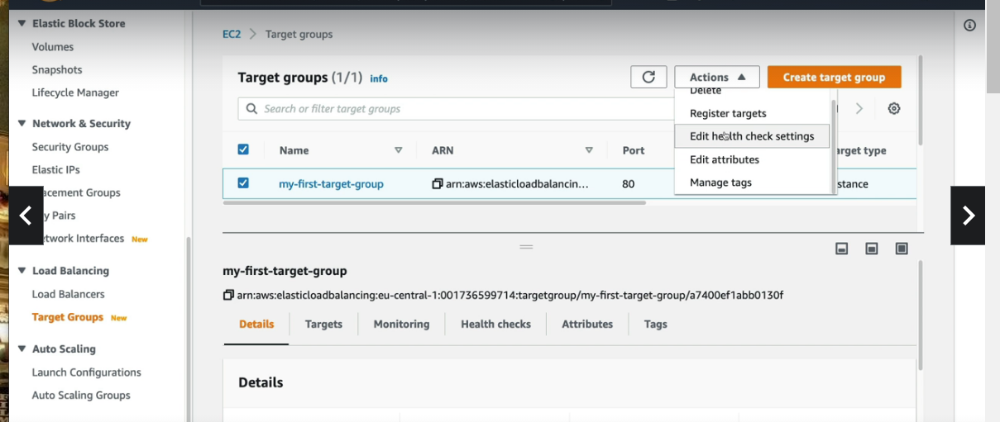 Elastic Block Store
Volumes
Snapshots
Lifecycle Manager
Network & Security
Security Groups
Elastic IPs
acement Groups
y Pairs
twork Interfaces New
Load Balancing
Load Balancers
Target Groups New
Auto Scaling
Launch Configurations
Auto Scaling Groups
EC2 > Target groups
Target groups (1/1) info
Actions
Create target group
Search or filter target groups
Delete
Register targets
Edit health check settings
Edit attributes
Manage tags
Name ARN Port arget type
my-first-target-group arn:aws:elasticloadbalancin... 80 stance
my-first-target-group
arn:aws:elasticloadbalancing:eu-central-1:001736599714:targetgroup/my-first-target-group/a7400ef1abb0130f
Details Targets Monitoring Health checks Attributes Tags
Details